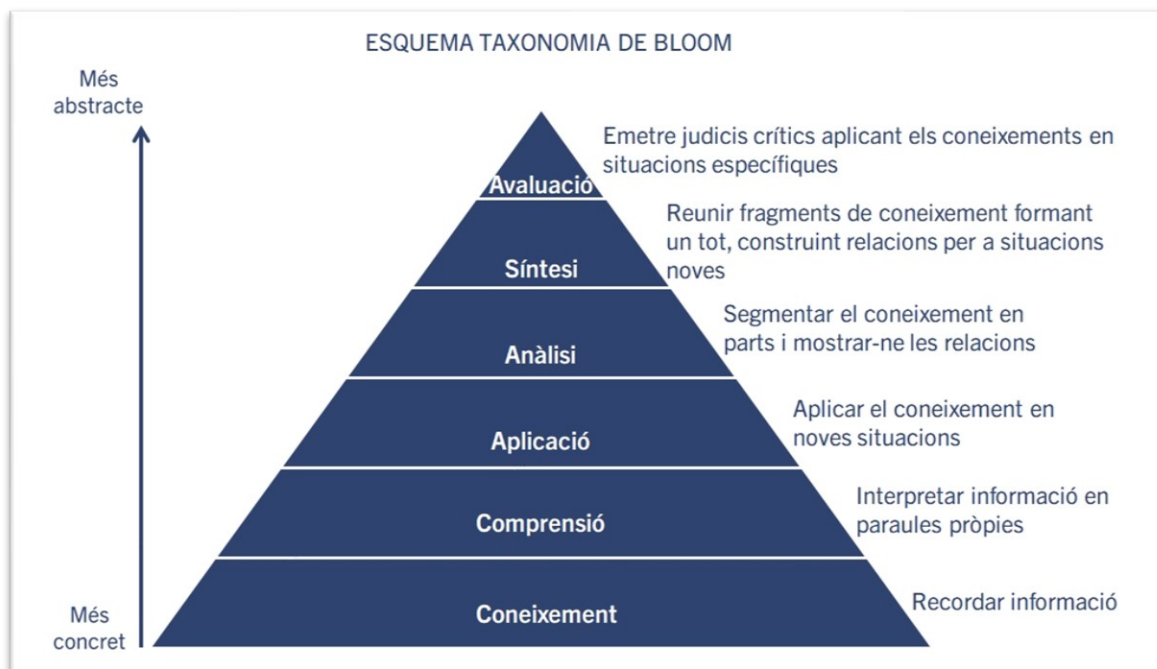 ESQUEMA TAXONOMIA DE BLOOM
Més
abstracte
Emetre judicis crítics aplicant els coneixements en
situacions específiques
Avaluació
Reunir fragments de coneixement formant
un tot, construint relacions per a situacions
noves
Síntesi
Segmentar el coneixement en
parts i mostrar-ne les relacions
Anàlisi
Aplicar el coneixement en
noves situacions
Aplicació
Interpretar informació en
paraules pròpies
Comprensió
Recordar informació
Coneixement
Més
concret